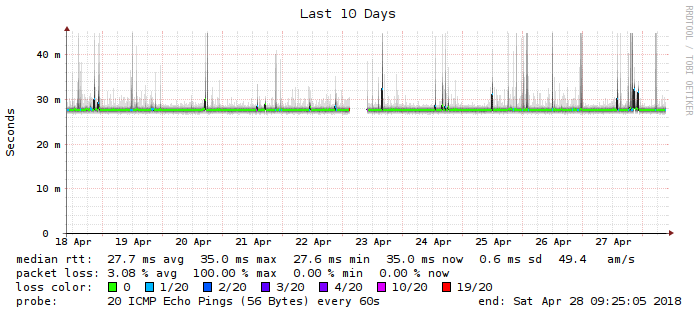 Last 10 Days
RRDTOOL / TOBI OETIKER
Seconds
40 m
30 m
20 m
10 m
0
18 Apr 19 Apr 20 Apr 21 Apr 22 Apr 23 Apr 24 Apr 25 Apr 26 Apr 27 Apr
median rtt: 27.7 ms avg 35.0 ms max 27.6 ms min 35.0 ms now 0.6 ms sd 49.4 am/s
packet loss: 3.08 % avg 100.00 % max 0.00 % min 0.00 % now
loss color: 0 1/20 2/20 3/20 4/20 10/20 19/20
probe: 20 ICMP Echo Pings (56 Bytes) every 60s end: Sat Apr 28 09:25:05 2018